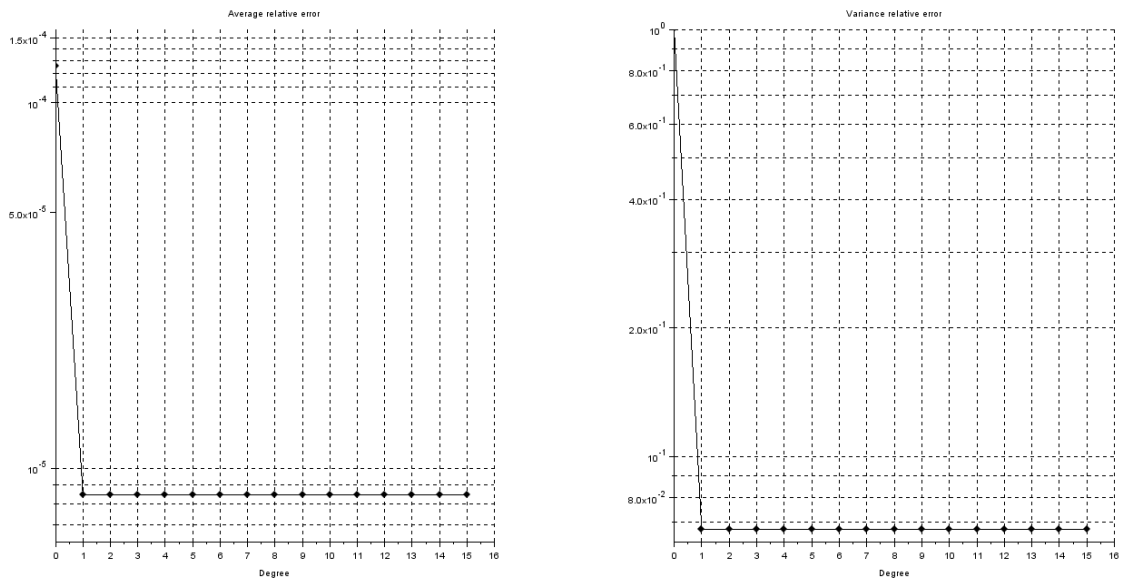 Average relative error
1.5x10^-4
10^-4
5.0x10^-5
10^-5
0 1 2 3 4 5 6 7 8 9 10 11 12 13 14 15 16
Degree
Variance relative error
10^0
8.0x10^-1
6.0x10^-1
4.0x10^-1
2.0x10^-1
10^-1
8.0x10^-2
0 1 2 3 4 5 6 7 8 9 10 11 12 13 14 15 16
Degree